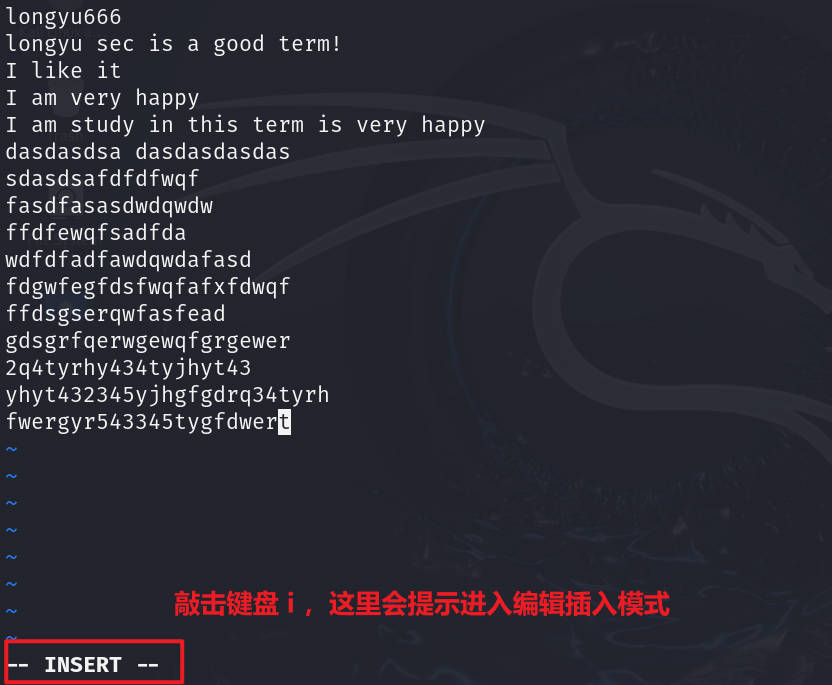 longyu666
longyu sec is a good term!
I like it
I am very happy
I am study in this term is very happy
dasdasdsa dasdasdasdas
sdasdsafdfdfwqf
fasdfasasdwdqwdw
ffdfewqfsadfda
wdfdfadfawdqwdafasd
fdgwfegfdsfwqfafxfdwqf
ffdsgserqwfasfead
gdsgrfqerwgewqfgrgewer
2q4tyrhy434tyjhyt43
yhyt432345yjhgfgdrq34tyrh
fwergyr543345tygfdwert
~
~
~
~
~
~
~
~
敲击键盘 i ，这里会提示进入编辑插入模式
-- INSERT --